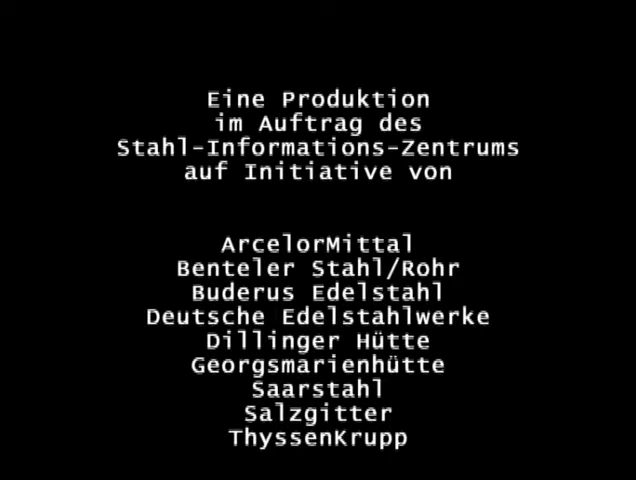 Eine Produktion
im Auftrag des
Stahl-Informations-Zentrums
auf Initiative von
ArcelorMittal
Benteler Stahl/Rohr
Buderus Edelstahl
Deutsche Edelstahlwerke
Dillinger Hütte
Georgsmarienhütte
Saarstahl
Salzgitter
ThyssenKrupp